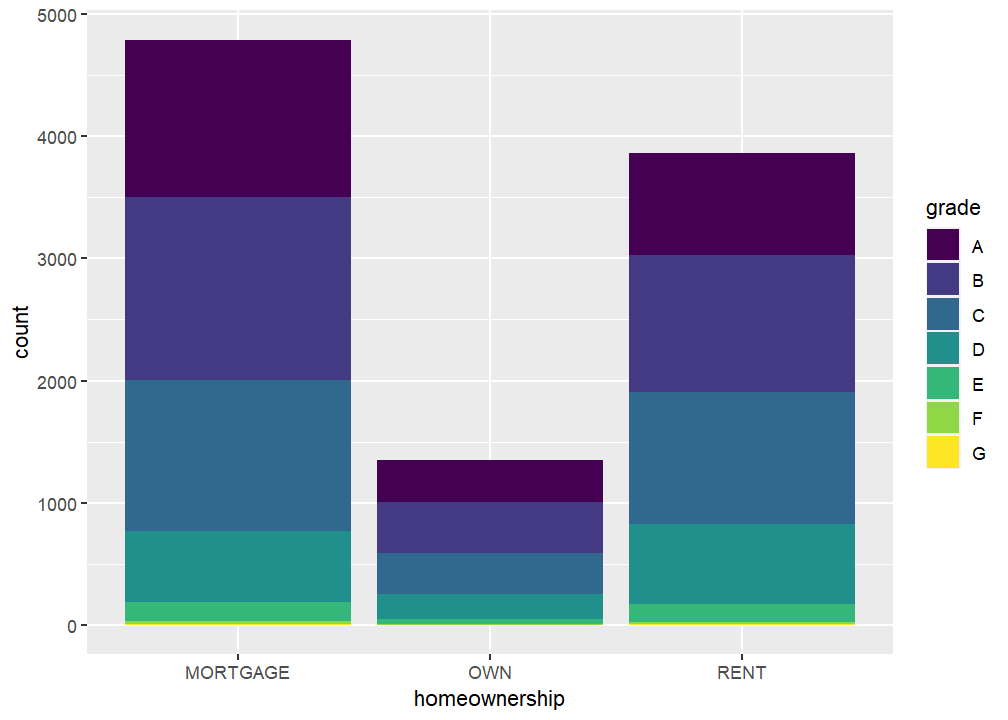 5000
4000
3000
2000
1000
0
count
MORTGAGE
OWN
RENT
homeownership
grade
A
B
C
D
E
F
G